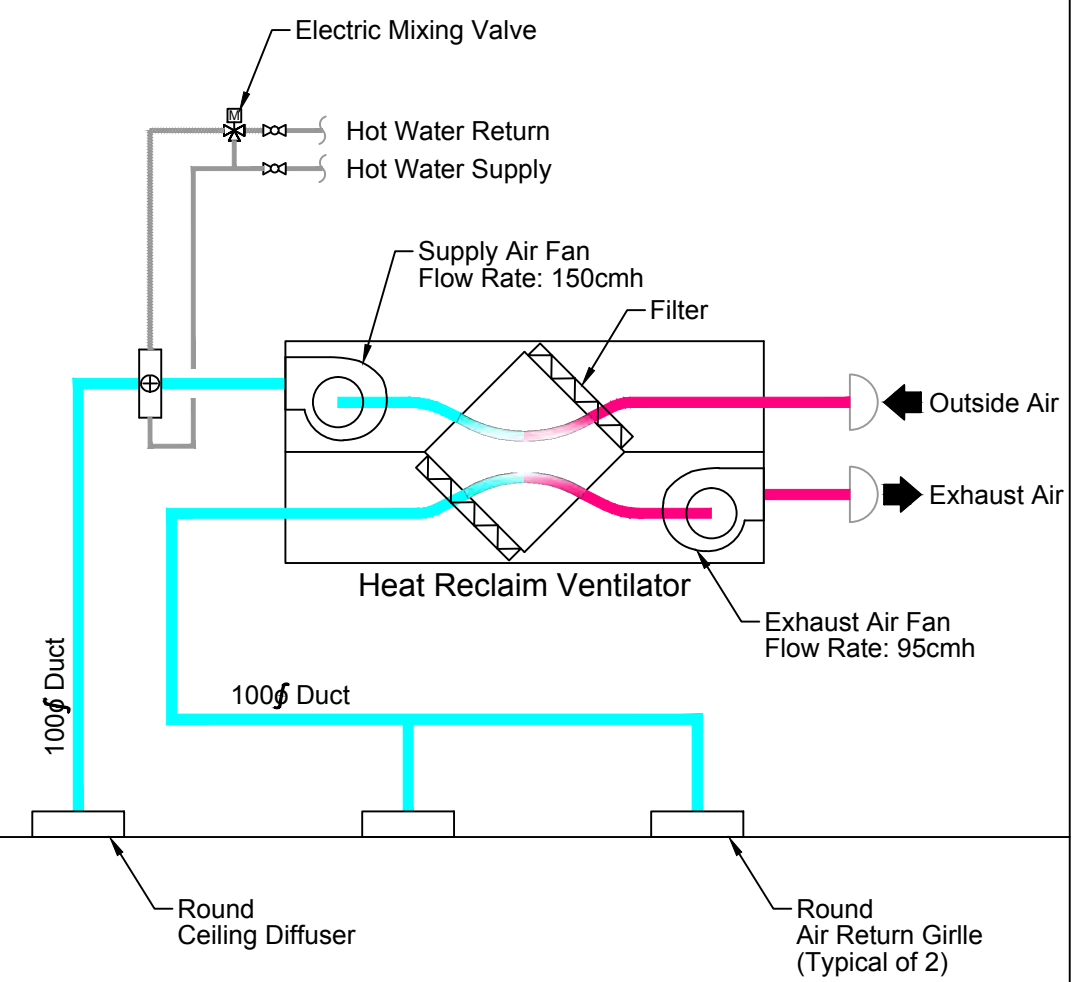 Electric Mixing Valve
M
Hot Water Return
Hot Water Supply
Supply Air Fan
Flow Rate: 150cmh
Filter
Outside Air
Exhaust Air
Heat Reclaim Ventilator
Exhaust Air Fan
Flow Rate: 95cmh
100∮ Duct
100∮ Duct
Round
Ceiling Diffuser
Round
Air Return Girlle
(Typical of 2)